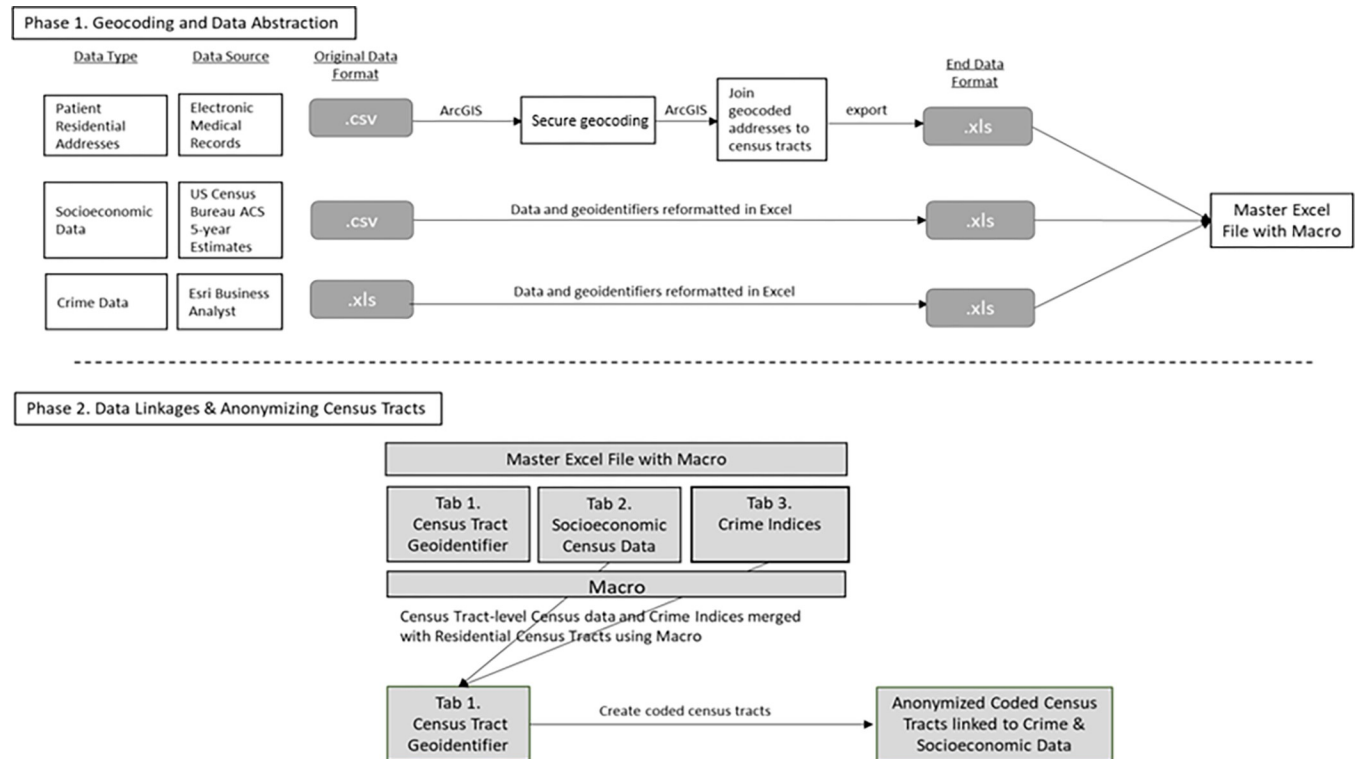 Phase 1. Geocoding and Data Abstraction
Data Type
Data Source
Original Data
Format
End Data
Format
Patient
Residential
Addresses
Electronic
Medical
Records
.csv
ArcGIS
Secure geocoding
ArcGIS
Join
geocoded
addresses to
census tracts
export
.xls
Socioeconomic
Data
US Census
Bureau ACS
5-year
Estimates
.csv
Data and geoidentifiers reformatted in Excel
.xls
Master Excel
File with Macro
Crime Data
Esri Business
Analyst
.xls
Data and geoidentifiers reformatted in Excel
.xls
Phase 2. Data Linkages & Anonymizing Census Tracts
Master Excel File with Macro
Tab 1.
Census Tract
Geoidentifier
Tab 2.
Socioeconomic
Census Data
Tab 3.
Crime Indices
Macro
Census Tract-level Census data and Crime Indices merged
with Residential Census Tracts using Macro
Tab 1.
Census Tract
Geoidentifier
Create coded census tracts
Anonymized Coded Census
Tracts linked to Crime &
Socioeconomic Data